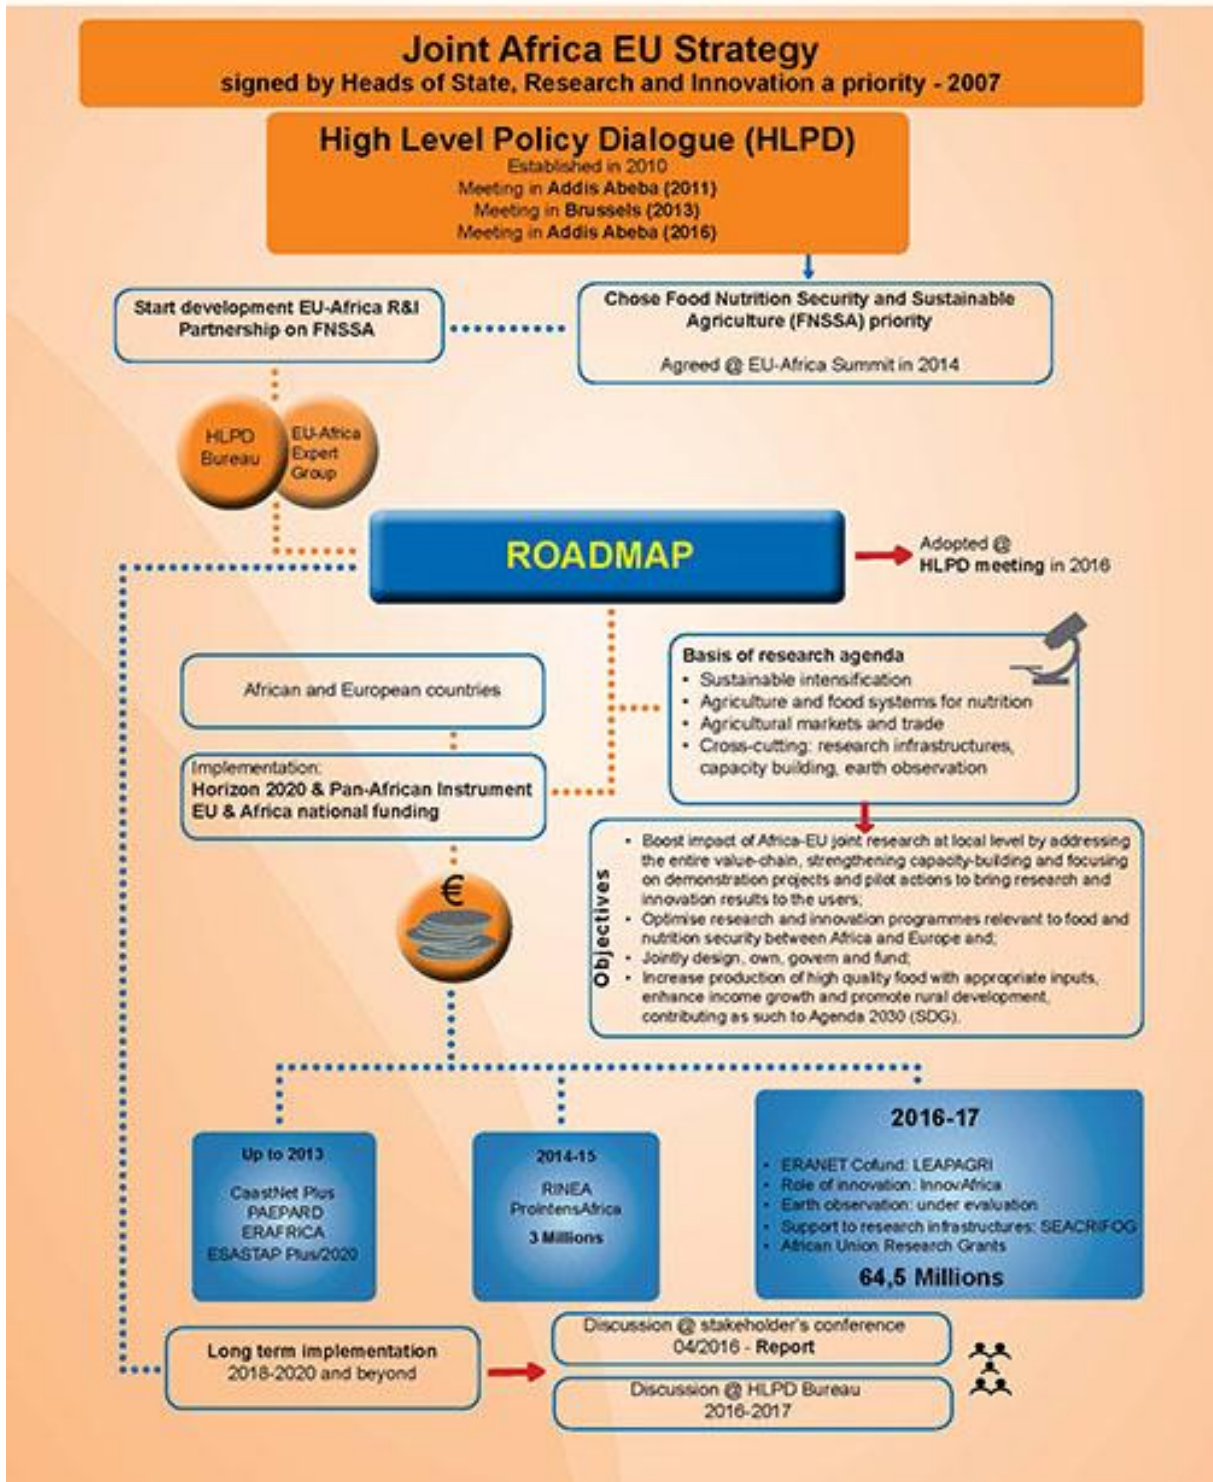 Joint Africa EU Strategy
signed by Heads of State, Research and Innovation a priority - 2007
High Level Policy Dialogue (HLPD)
Established in 2010
Meeting in Addis Abeba (2011)
Meeting in Brussels (2013)
Meeting in Addis Abeba (2016)
Start development EU-Africa R&I
Partnership on FNSSA
Chose Food Nutrition Security and Sustainable
Agriculture (FNSSA) priority
Agreed @ EU-Africa Summit in 2014
HLPD
Bureau
EU-Africa
Expert
Group
ROADMAP
Adopted @
HLPD meeting in 2016
African and European countries
Implementation:
Horizon 2020 & Pan-African Instrument
EU & Africa national funding
€
Basis of research agenda
• Sustainable intensification
• Agriculture and food systems for nutrition
• Agricultural markets and trade
• Cross-cutting: research infrastructures,
capacity building, earth observation
Objectives
• Boost impact of Africa-EU joint research at local level by addressing
the entire value-chain, strengthening capacity-building and focusing
on demonstration projects and pilot actions to bring research and
innovation results to the users;
• Optimise research and innovation programmes relevant to food and
nutrition security between Africa and Europe and;
• Jointly design, own, govern and fund;
• Increase production of high quality food with appropriate inputs,
enhance income growth and promote rural development,
contributing as such to Agenda 2030 (SDG).
Up to 2013
CaastNet Plus
PAEPARD
ERAFRICA
ESASTAP Plus/2020
2014-15
RINEA
ProIntensAfrica
3 Millions
2016-17
• ERANET Cofund: LEAPAGRI
• Role of innovation: InnovAfrica
• Earth observation: under evaluation
• Support to research infrastructures: SEACRIFOG
• African Union Research Grants
64,5 Millions
Long term implementation
2018-2020 and beyond
Discussion @ stakeholder's conference
04/2016 - Report
Discussion @ HLPD Bureau
2016-2017